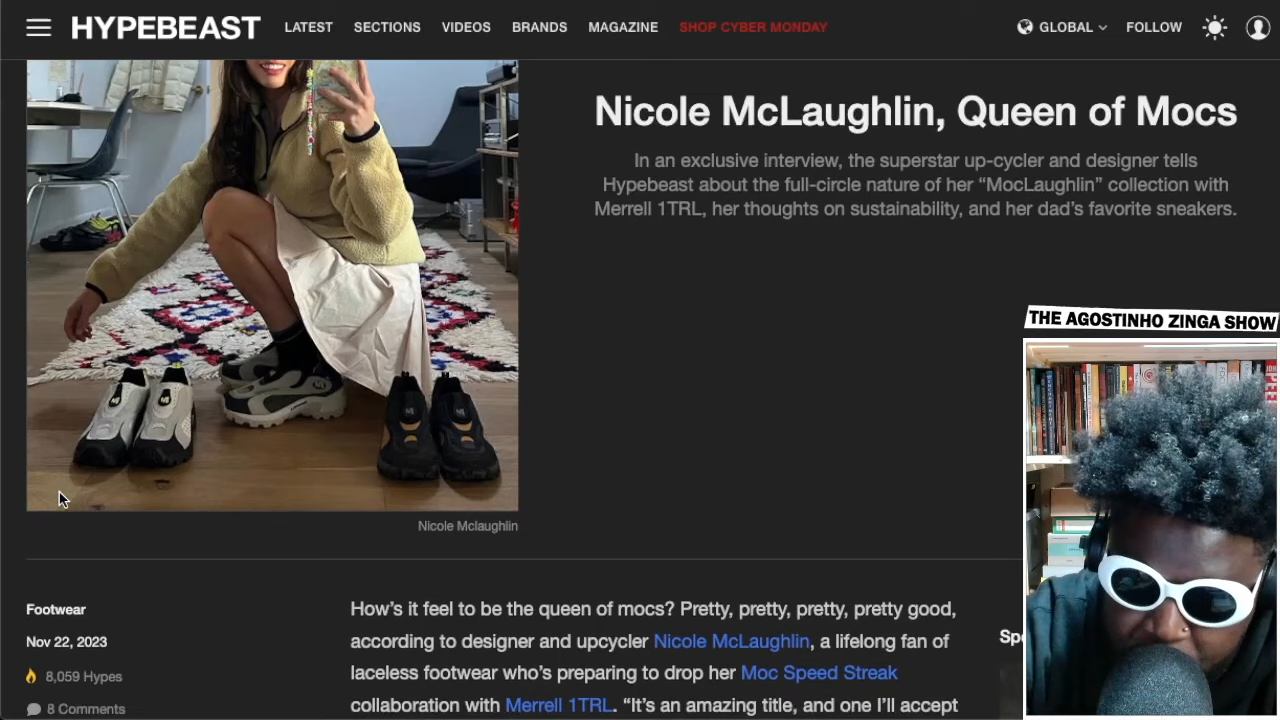 HYPEBEAST
LATEST SECTIONS VIDEOS BRANDS MAGAZINE SHOP CYBER MONDAY
GLOBAL FOLLOW
Nicole McLaughlin, Queen of Mocs
In an exclusive interview, the superstar up-cycler and designer tells
Hypebeast about the full-circle nature of her “MocLaughlin” collection with
Merrell 1TRL, her thoughts on sustainability, and her dad’s favorite sneakers.
THE AGOSTINHO ZINGA SHOW
Nicole Mclaughlin
Footwear
Nov 22, 2023
8,059 Hypes
8 Comments
How’s it feel to be the queen of mocs? Pretty, pretty, pretty, pretty good,
according to designer and upcycler Nicole McLaughlin, a lifelong fan of
laceless footwear who’s preparing to drop her Moc Speed Streak
collaboration with Merrell 1TRL. “It’s an amazing title, and one I’ll accept